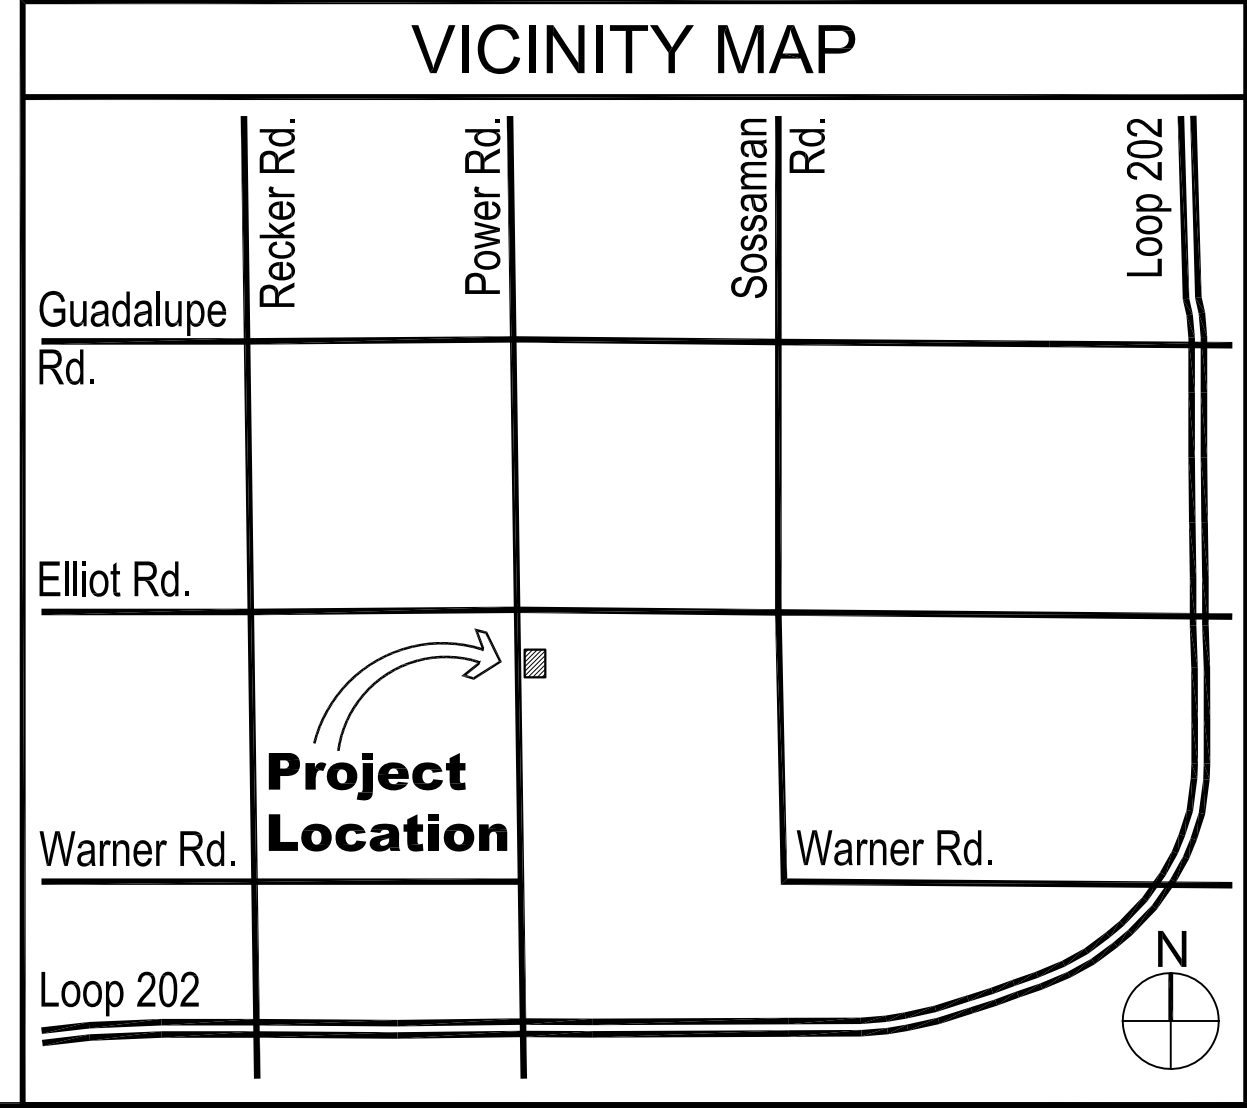 VICINITY MAP
Recker Rd.
Power Rd.
Sossaman
Rd.
Loop 202
Guadalupe
Rd.
Elliot Rd.
Project
Location
Warner Rd.
Warner Rd.
Loop 202
N